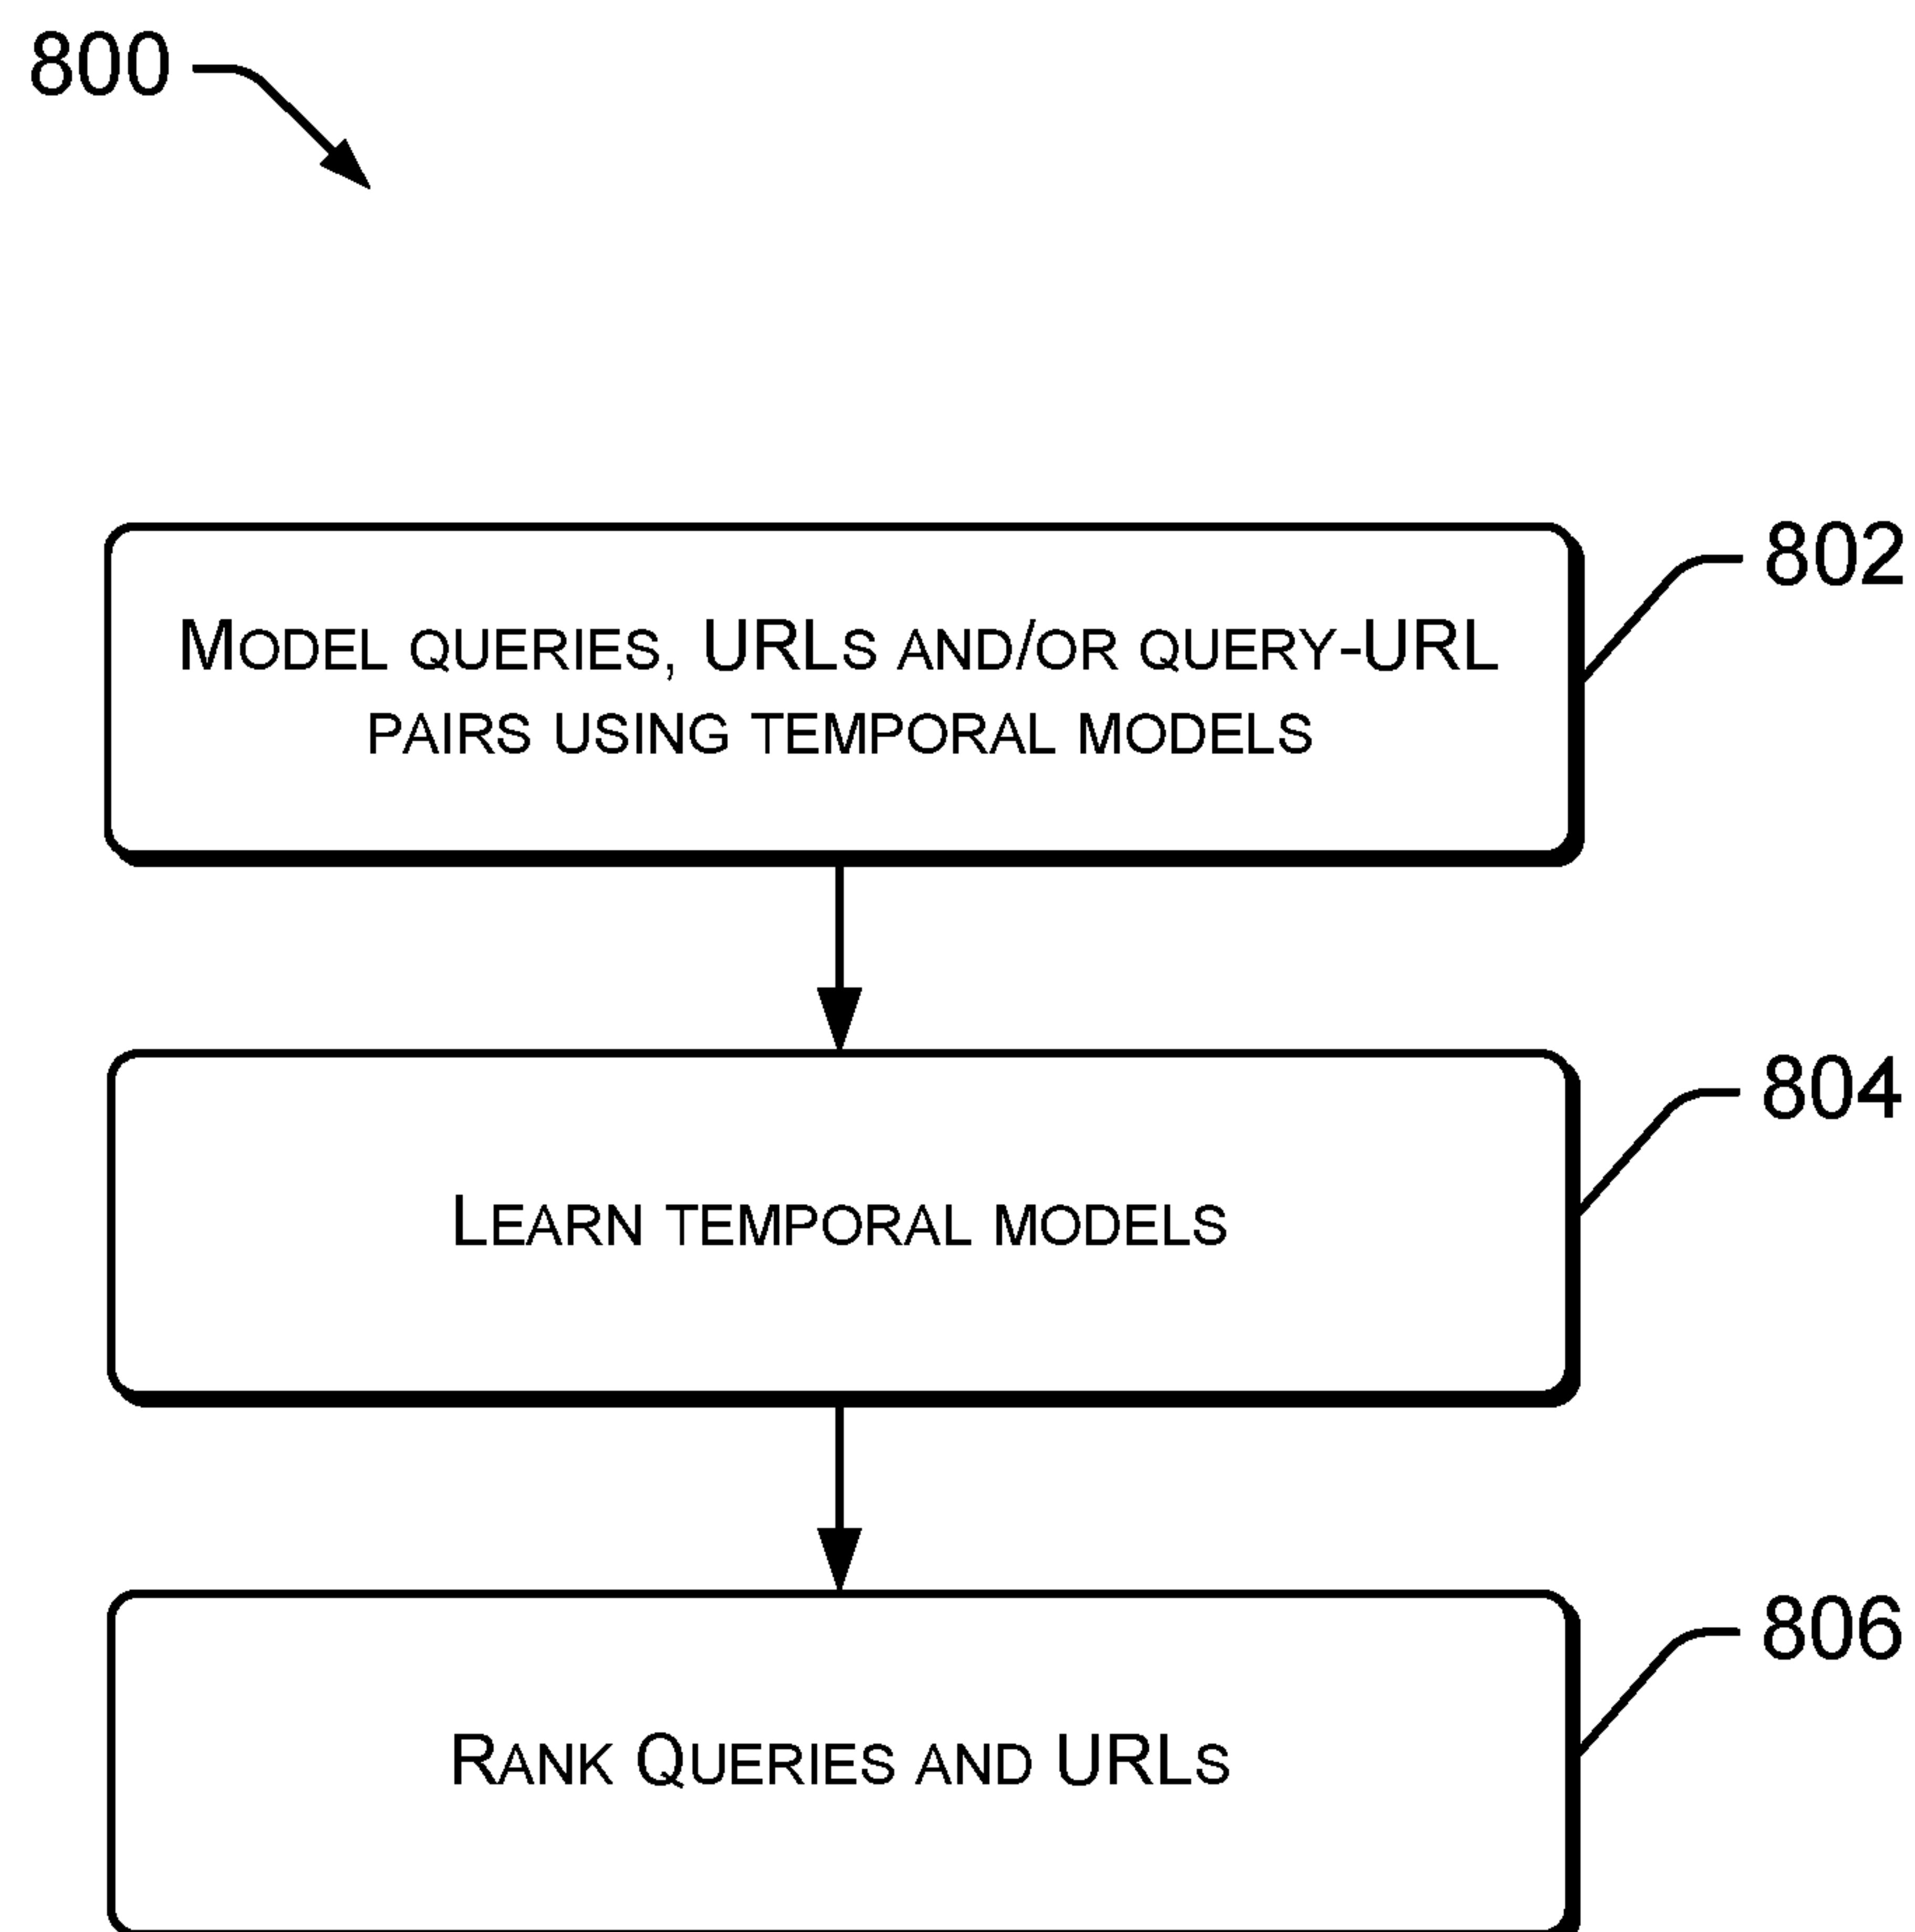 800
802
Model queries, URLs and/or query-URL
pairs using temporal models
804
Learn temporal models
806
Rank Queries and URLs